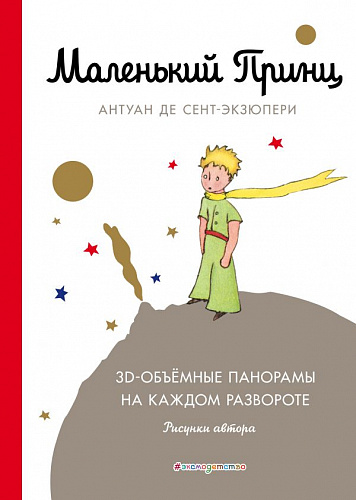 Маленький Принц
АНТУАН ДЕ СЕНТ-ЭКЗЮПЕРИ
3D-ОБЪЁМНЫЕ ПАНОРАМЫ
НА КАЖДОМ РАЗВОРОТЕ
Рисунки автора
#эксмодетство